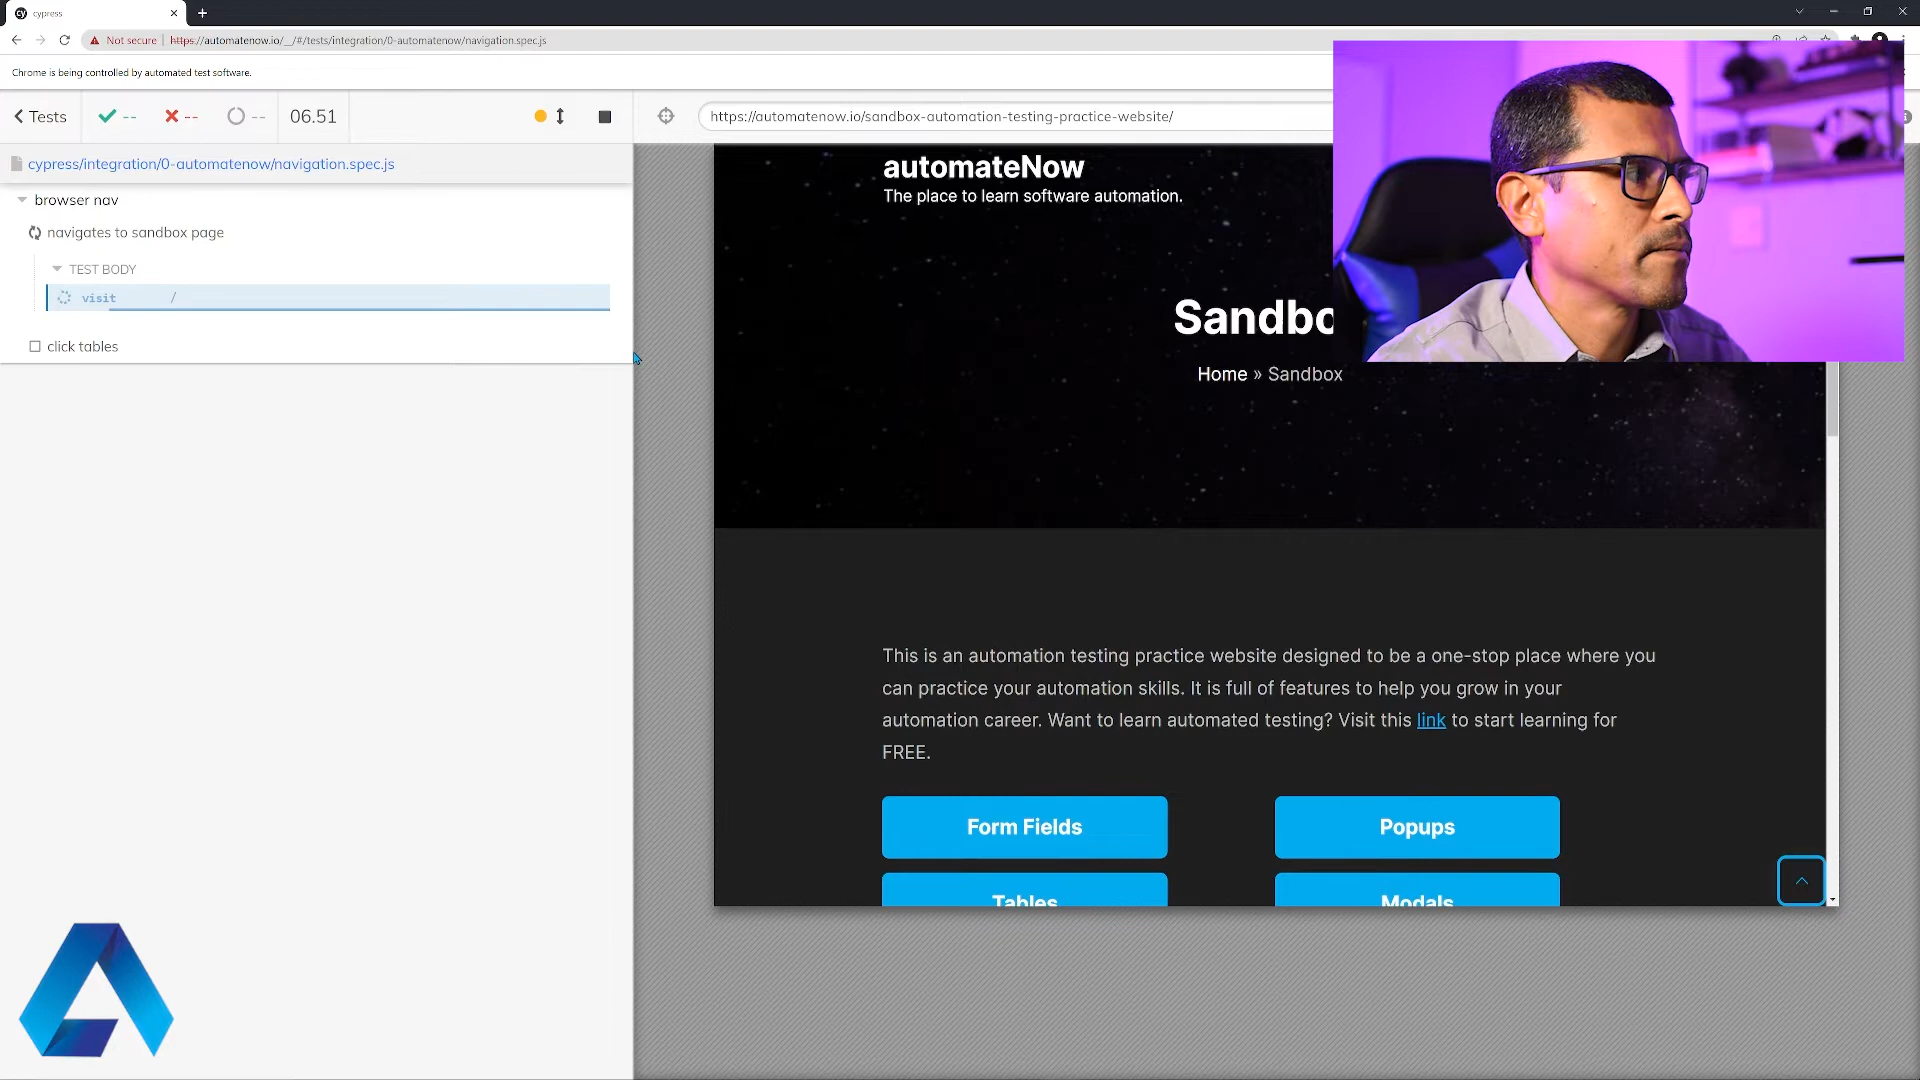 cypress
Not secure
https://automatenow.io/__/#/tests/integration/0-automatenow/navigation.spec.js
Chrome is being controlled by automated test software.
Tests
--
--
--
06.51
https://automatenow.io/sandbox-automation-testing-practice-website/
cypress/integration/0-automatenow/navigation.spec.js
browser nav
navigates to sandbox page
TEST BODY
visit /
click tables
automateNow
The place to learn software automation.
Sandbo
Home » Sandbox
This is an automation testing practice website designed to be a one-stop place where you
can practice your automation skills. It is full of features to help you grow in your
automation career. Want to learn automated testing? Visit this link to start learning for
FREE.
Form Fields
Popups
Tables
Modals